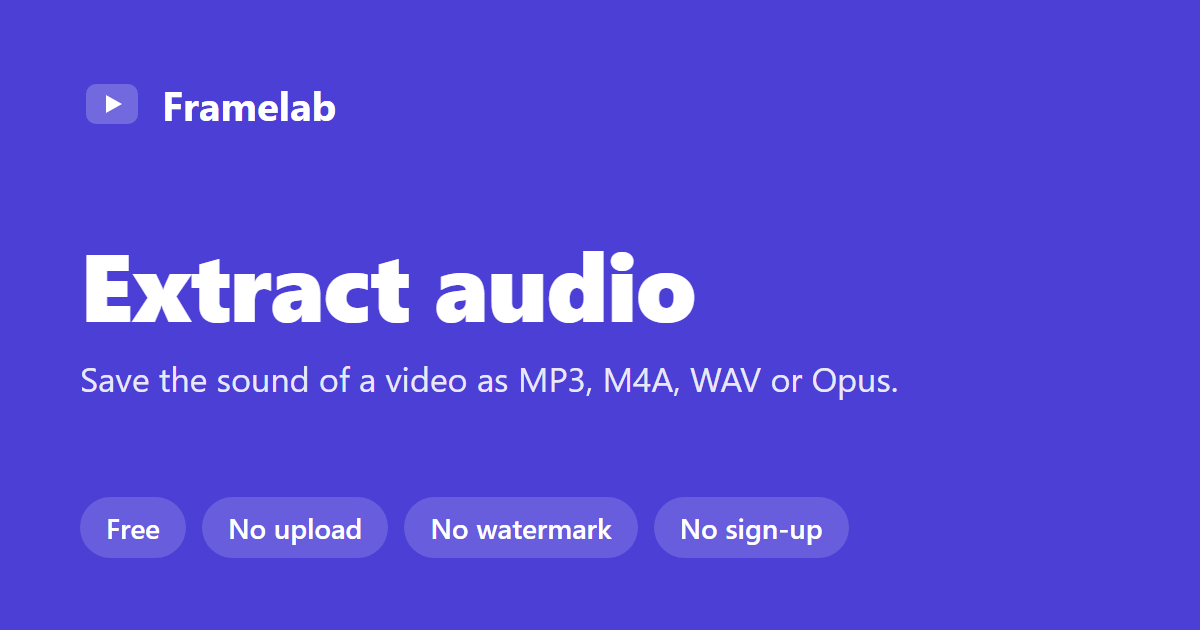 Framelab
Extract audio
Save the sound of a video as MP3, M4A, WAV or Opus.
Free
No upload
No watermark
No sign-up